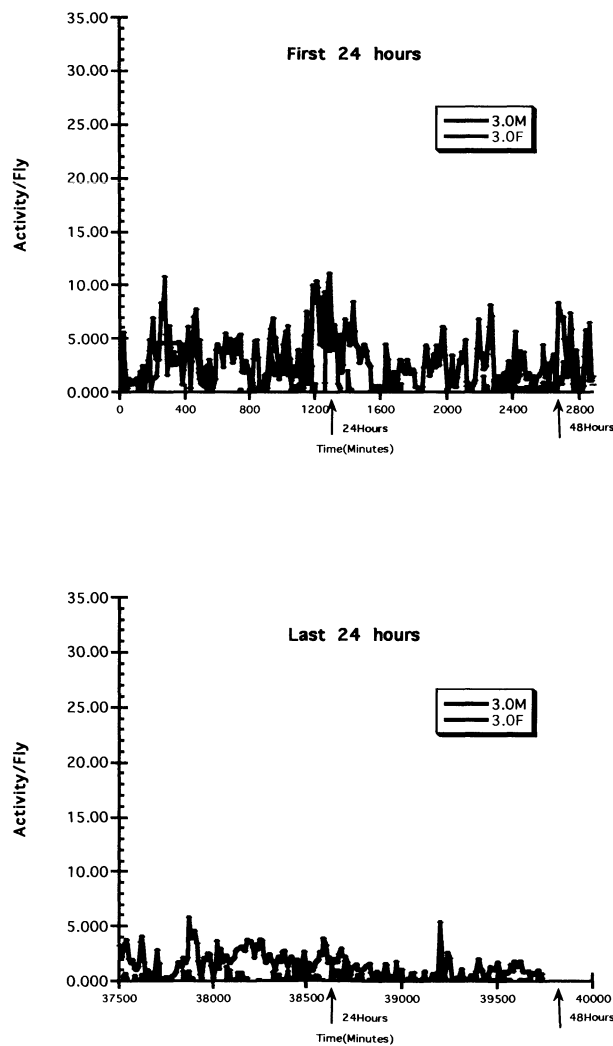 First 24 hours
35.00
30.00
25.00
20.00
15.00
10.00
5.000
0.000
Activity/Fly
3.0M
3.0F
0 400 800 1200 1600 2000 2400 2800
24Hours 48Hours
Time(Minutes)
Last 24 hours
35.00
30.00
25.00
20.00
15.00
10.00
5.000
0.000
Activity/Fly
3.0M
3.0F
37500 38000 38500 39000 39500 40000
24Hours 48Hours
Time(Minutes)